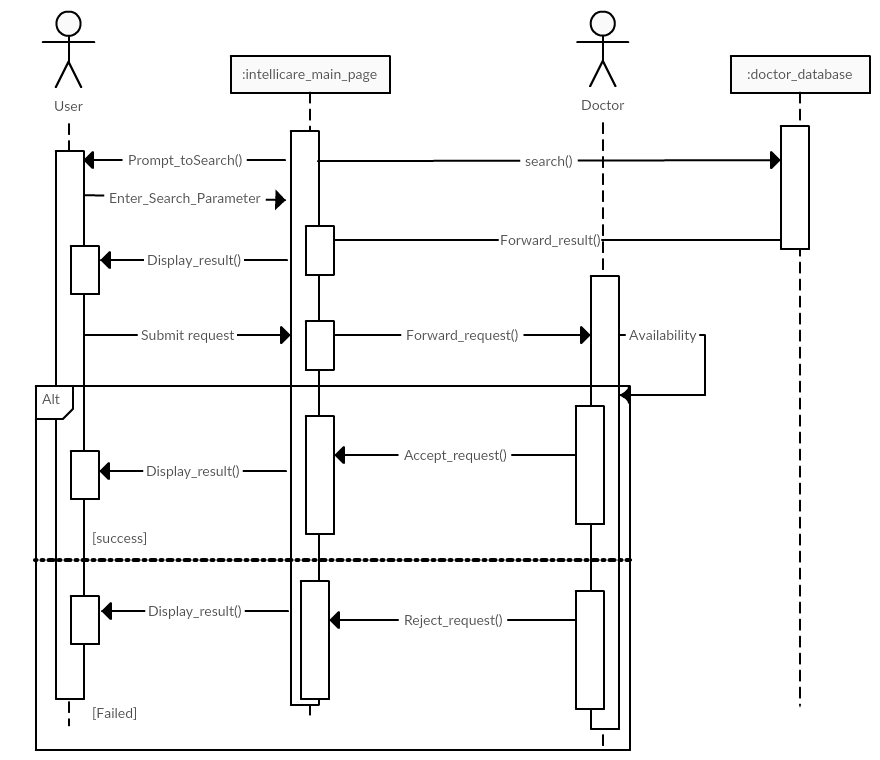 :intellicare_main_page
:doctor_database
User
Doctor
Prompt_toSearch()
search()
Enter_Search_Parameter
Forward_result()
Display_result()
Submit request
Forward_request()
Availability
Alt
Accept_request()
Display_result()
[success]
Display_result()
Reject_request()
[Failed]